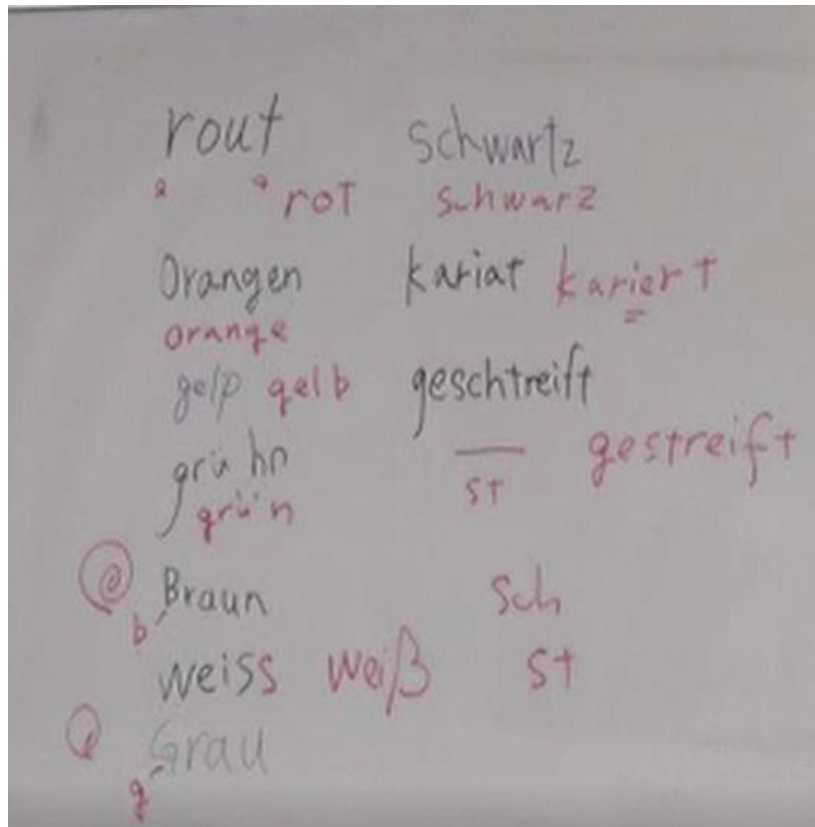 rout schwartz
rot schwarz
Orangen kariat kariert
orange
gelp gelb geschtreift
grühn st gestreift
grün
Braun sch
b
weiss weiß st
Grau
g